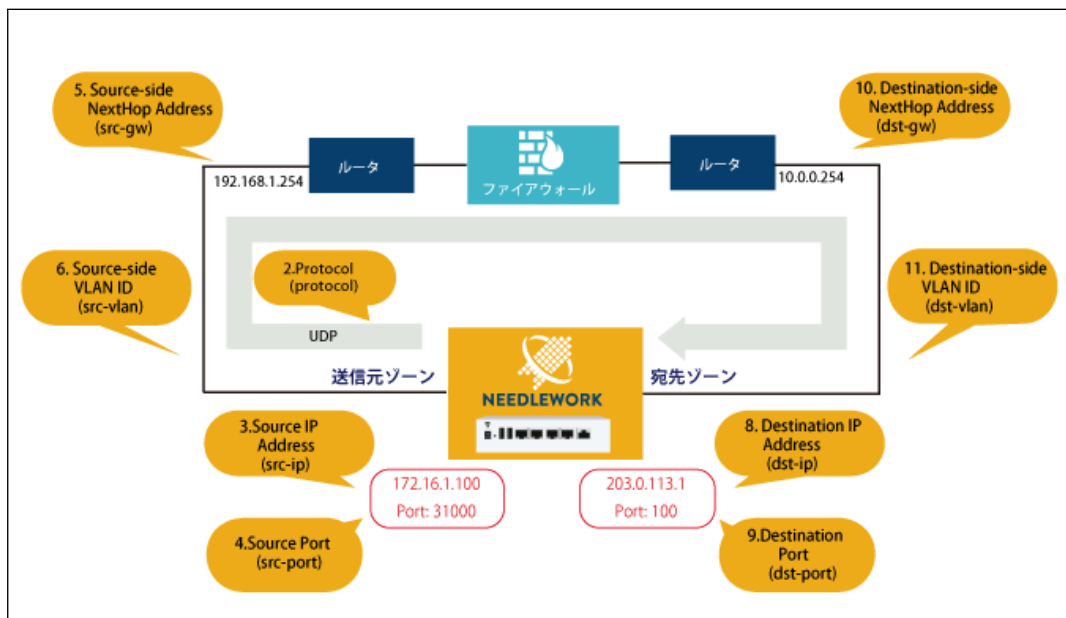 5. Source-side
NextHop Address
(src-gw)
10. Destination-side
NextHop Address
(dst-gw)
ルータ
ファイアウォール
ルータ
192.168.1.254
10.0.0.254
6. Source-side
VLAN ID
(src-vlan)
2.Protocol
(protocol)
11. Destination-side
VLAN ID
(dst-vlan)
UDP
送信元ゾーン
宛先ゾーン
NEEDLEWORK
3.Source IP
Address
(src-ip)
8. Destination IP
Address
(dst-ip)
172.16.1.100
Port: 31000
203.0.113.1
Port: 100
4.Source Port
(src-port)
9.Destination
Port
(dst-port)